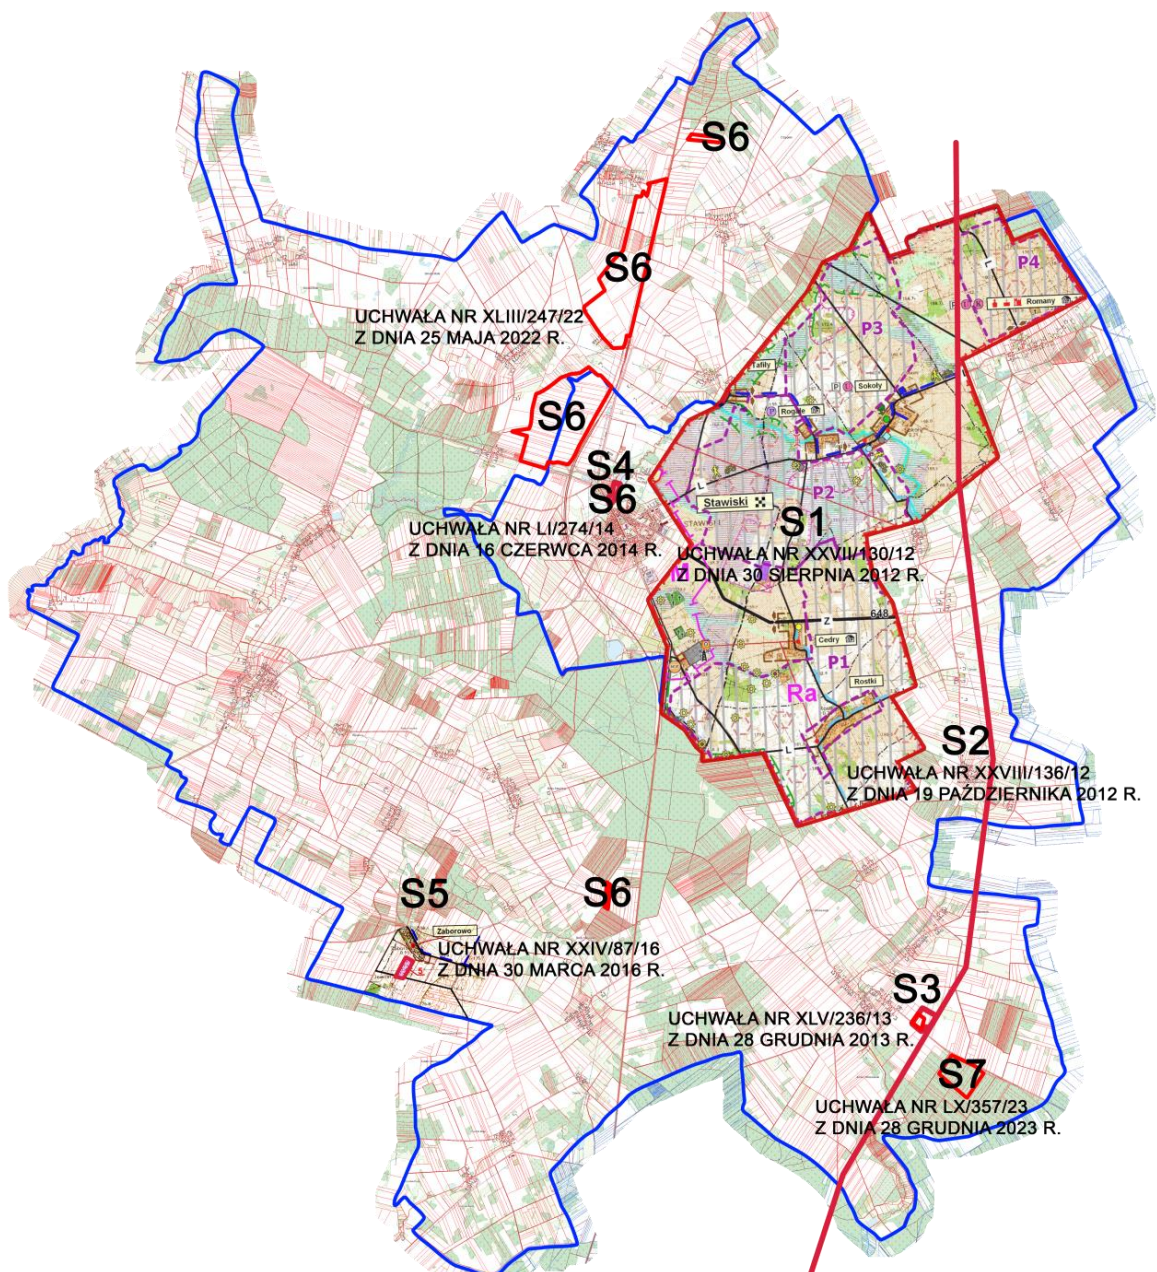 S6
S6
UCHWAŁA NR XLIII/247/22
Z DNIA 25 MAJA 2022 R.
P4
L
Romany
P3
Tafiły
Sokoły
Rogale
S6
S4
S6
UCHWAŁA NR LI/274/14
Z DNIA 16 CZERWCA 2014 R.
L
Stawiski
P2
S1
UCHWAŁA NR XXVII/130/12
Z DNIA 30 SIERPNIA 2012 R.
648
Z
Cedry
P1
Rostki
Ra
L
S2
UCHWAŁA NR XXVIII/136/12
Z DNIA 19 PAŹDZIERNIKA 2012 R.
S5
Zaborowo
UCHWAŁA NR XXIV/87/16
Z DNIA 30 MARCA 2016 R.
S6
S3
UCHWAŁA NR XLV/236/13
Z DNIA 28 GRUDNIA 2013 R.
S7
UCHWAŁA NR LX/357/23
Z DNIA 28 GRUDNIA 2023 R.